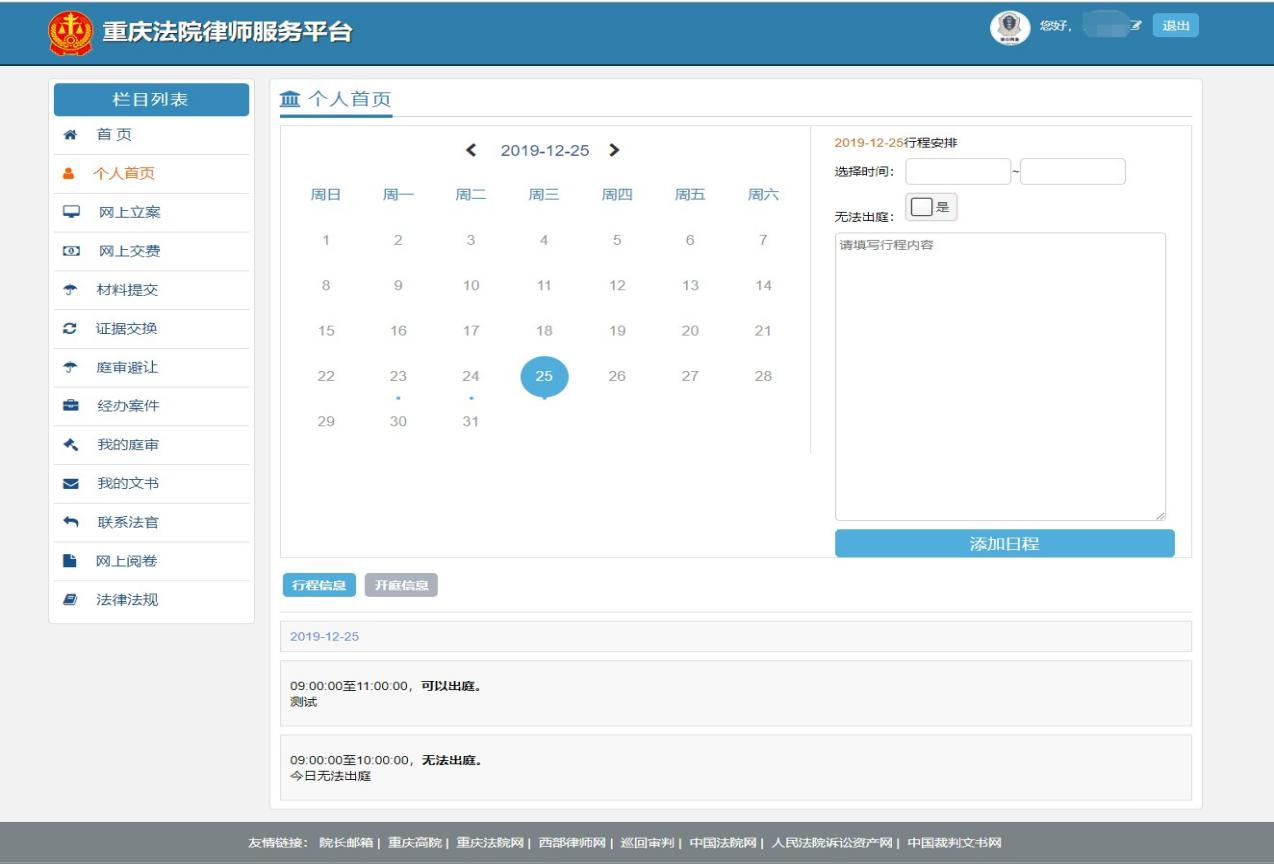 重庆法院律师服务平台
您好，
退出
栏目列表
首 页
个人首页
网上立案
网上交费
材料提交
证据交换
庭审避让
经办案件
我的庭审
我的文书
联系法官
网上阅卷
法律法规
个人首页
2019-12-25
周日 周一 周二 周三 周四 周五 周六
1 2 3 4 5 6 7
8 9 10 11 12 13 14
15 16 17 18 19 20 21
22 23 24 25 26 27 28
29 30 31
2019-12-25行程安排
选择时间： ~
无法出庭： 是
请填写行程内容
添加日程
行程信息 开庭信息
2019-12-25
09:00:00至11:00:00，可以出庭。
测试
09:00:00至10:00:00，无法出庭。
今日无法出庭
友情链接： 院长邮箱 | 重庆高院 | 重庆法院网 | 西部律师网 | 巡回审判 | 中国法院网 | 人民法院诉讼资产网 | 中国裁判文书网